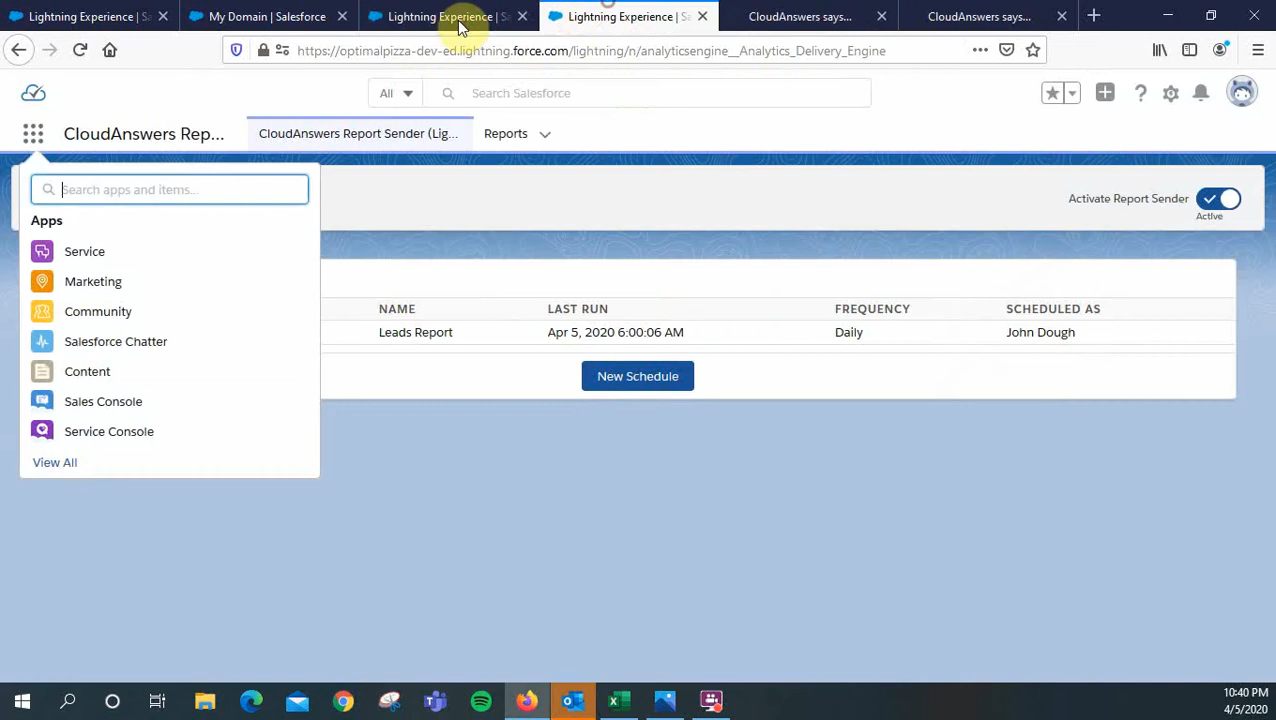 Lightning Experience | Sa
My Domain | Salesforce
Lightning Experience | Sa
Lightning Experience | Sa
CloudAnswers says...
CloudAnswers says...
https://optimalpizza-dev-ed.lightning.force.com/lightning/n/analyticsengine__Analytics_Delivery_Engine
All
Search Salesforce
CloudAnswers Rep...
CloudAnswers Report Sender (Lig...
Reports
Search apps and items...
Activate Report Sender
Active
Apps
Service
Marketing
Community
Salesforce Chatter
Content
Sales Console
Service Console
View All
NAME
LAST RUN
FREQUENCY
SCHEDULED AS
Leads Report
Apr 5, 2020 6:00:06 AM
Daily
John Dough
New Schedule
10:40 PM
4/5/2020